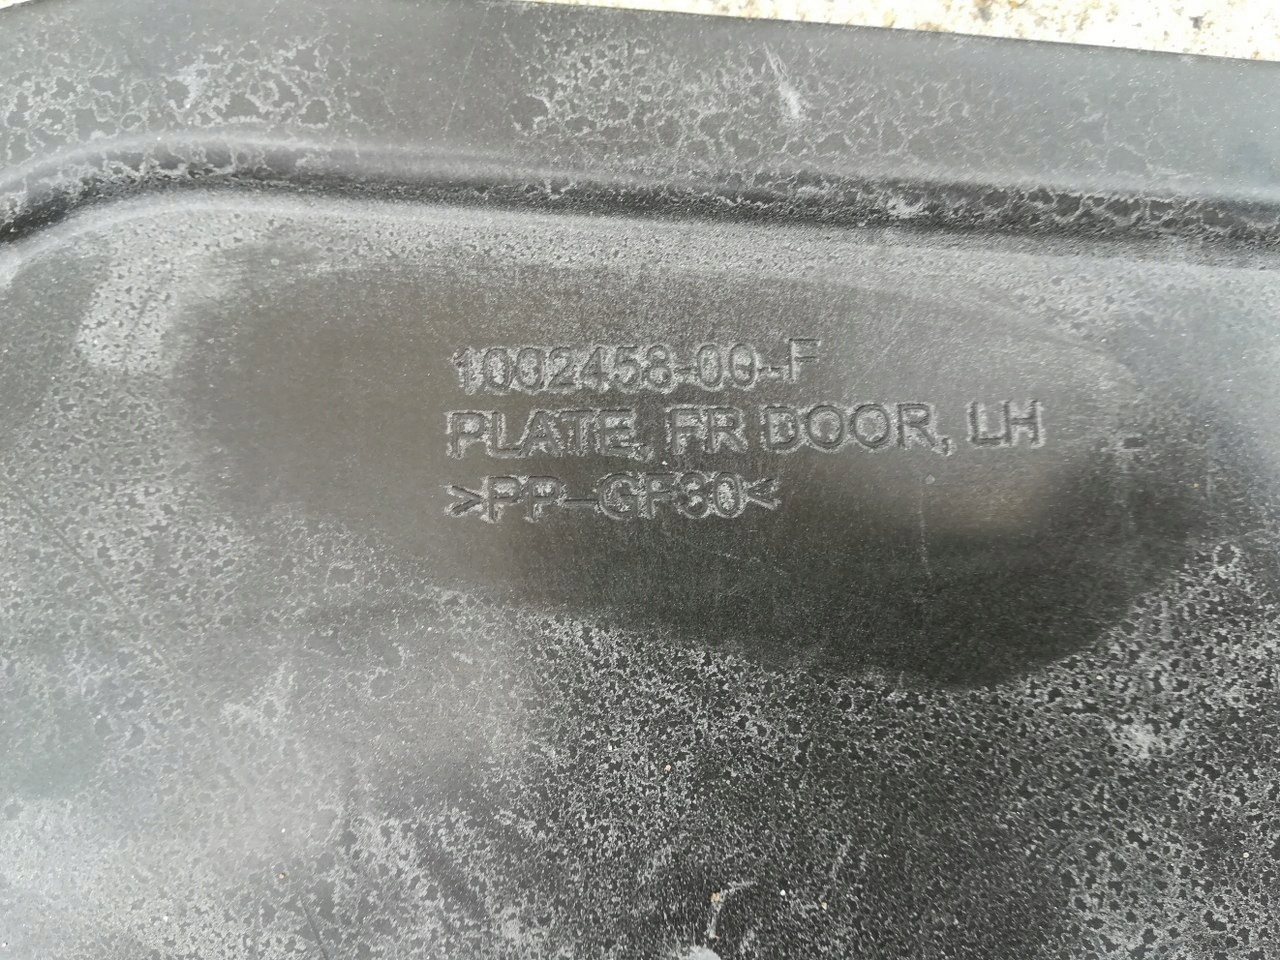 1002458-00-F
PLATE, FR DOOR, LH
>PP-GF30<